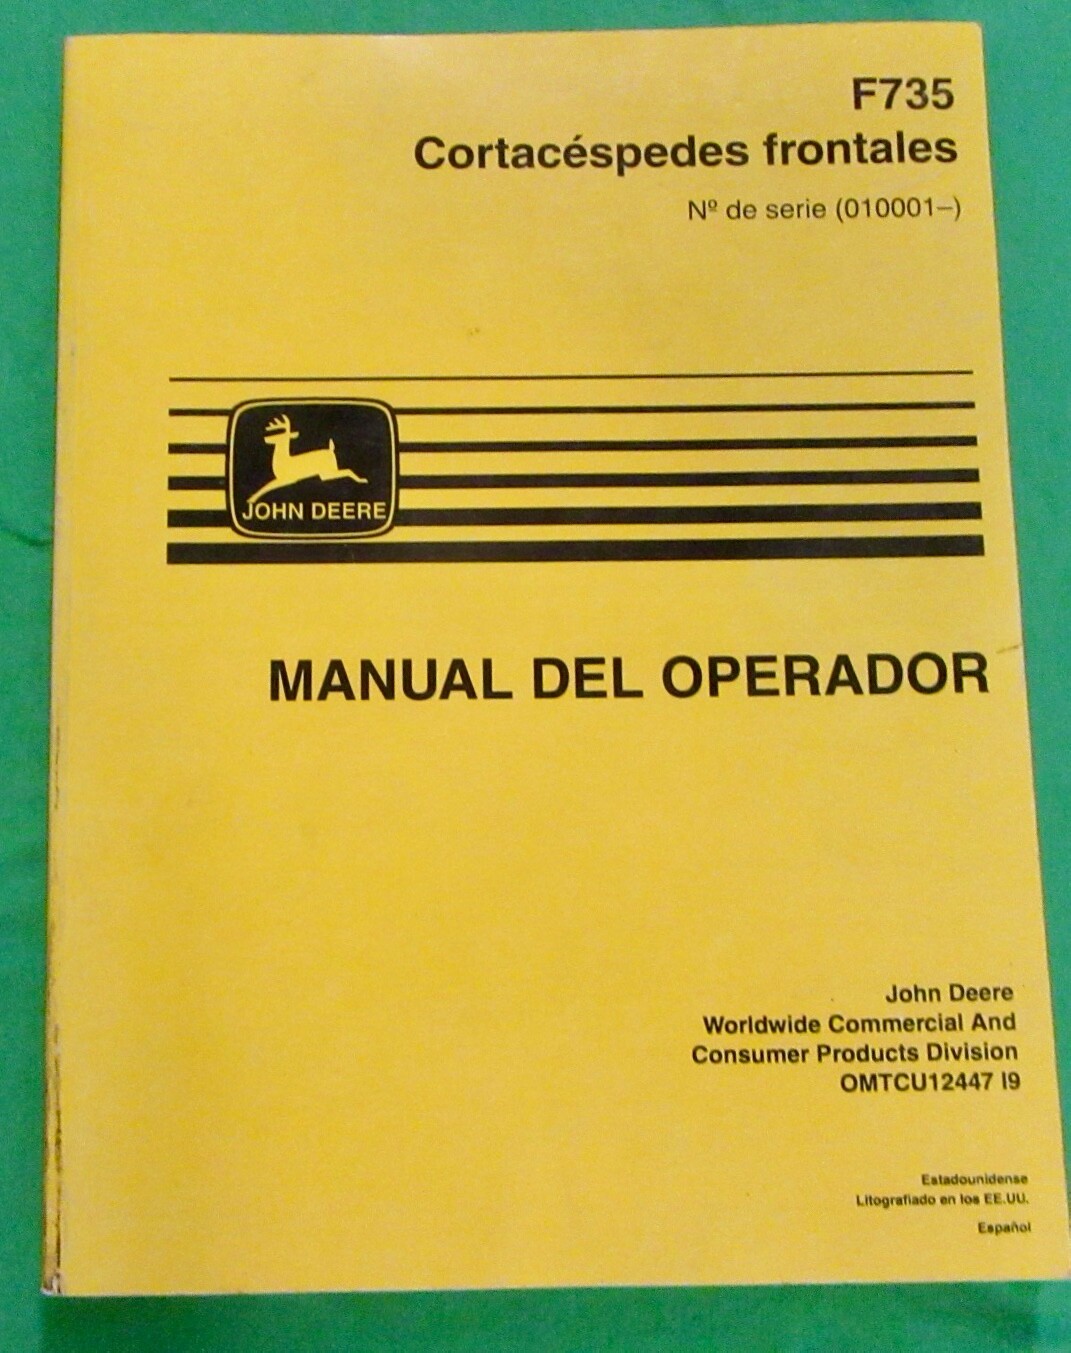 F735
Cortacéspedes frontales
Nº de serie (010001–)
JOHN DEERE
MANUAL DEL OPERADOR
John Deere
Worldwide Commercial And
Consumer Products Division
OMTCU12447 I9
Estadounidense
Litografiado en los EE.UU.
Español